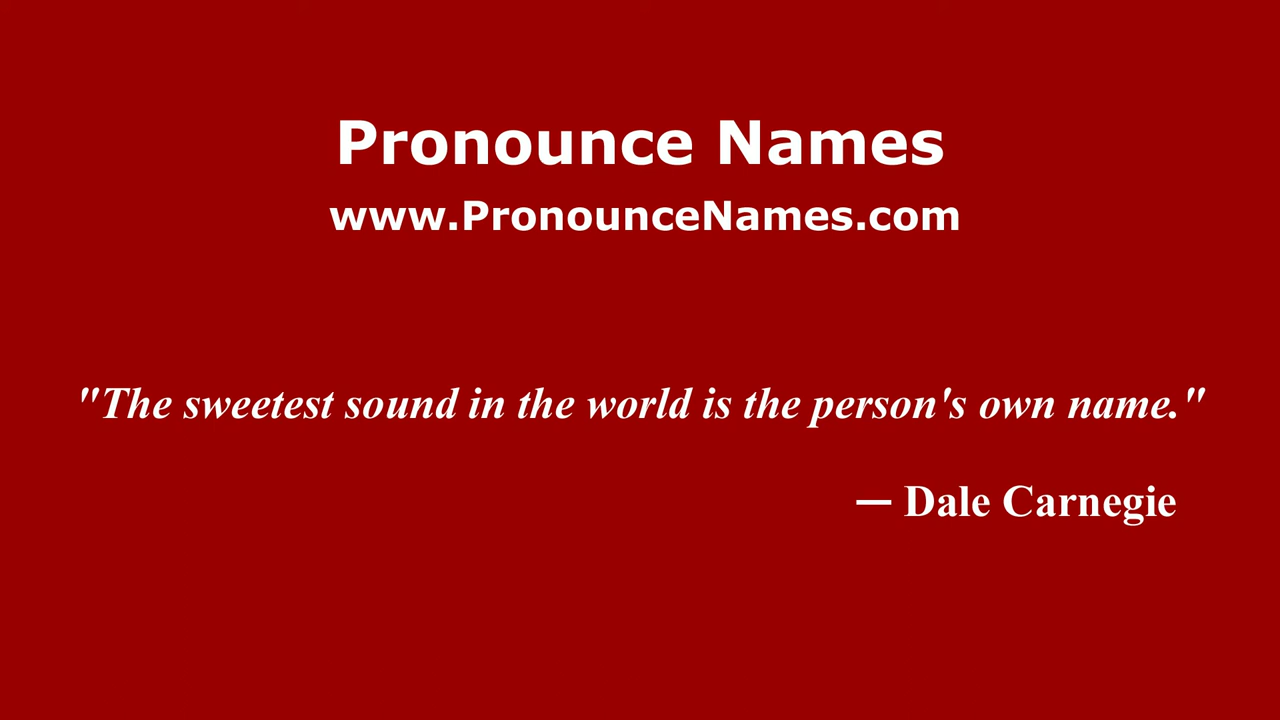 Pronounce Names
www.PronounceNames.com
"The sweetest sound in the world is the person's own name."
— Dale Carnegie